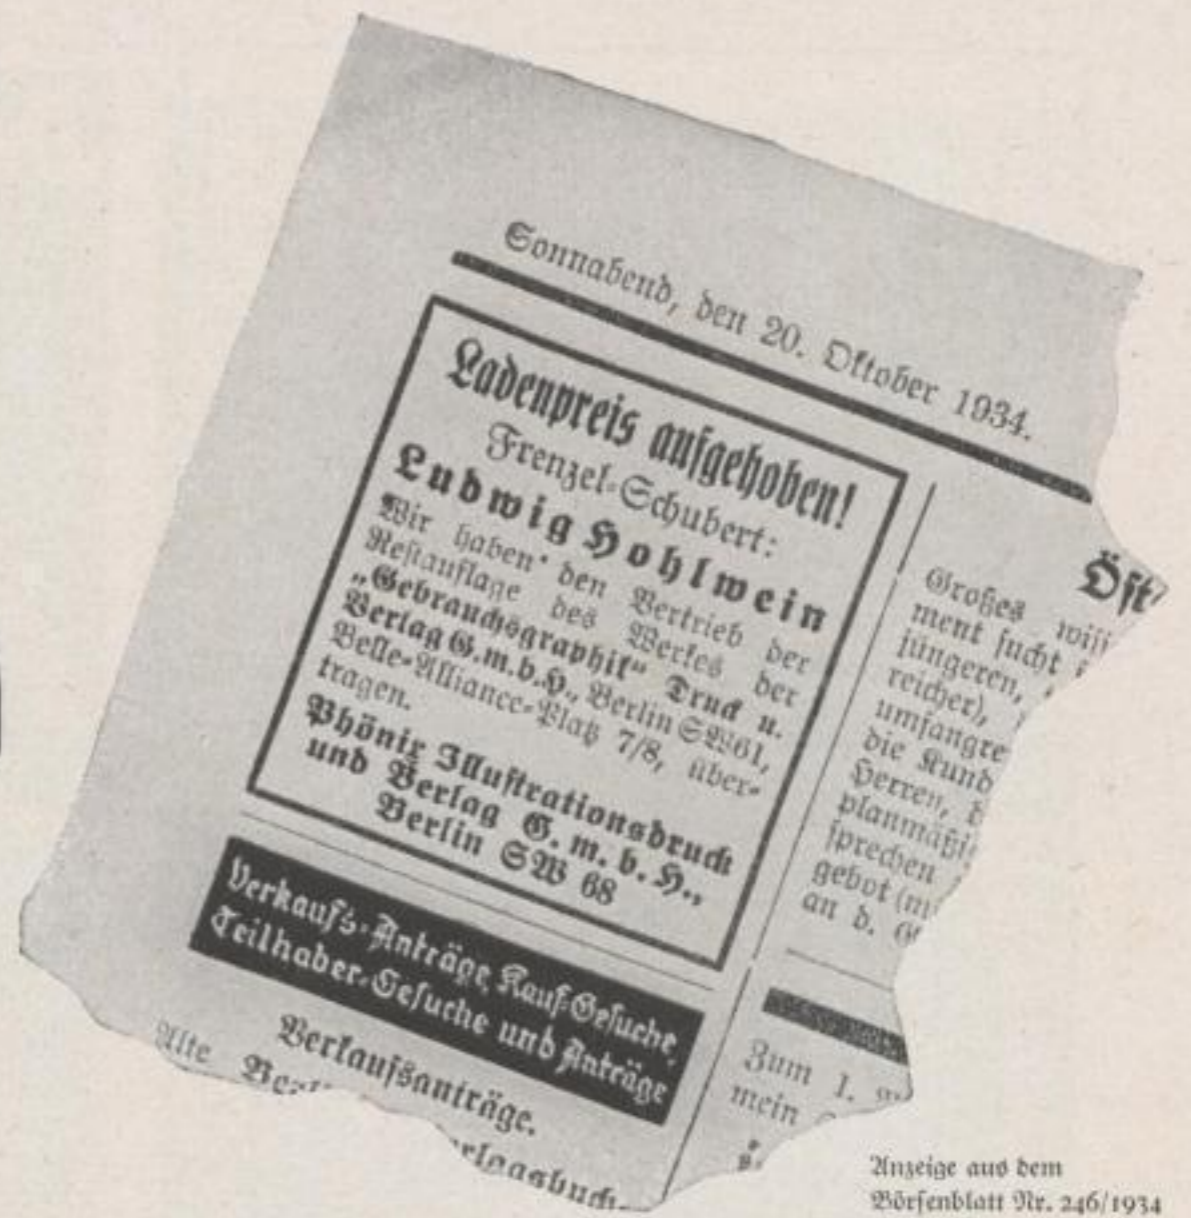 Sonnabend, den 20. Oktober 1934.
Ladenpreis aufgehoben!
Frenzel-Schubert:
Ludwig Hohlwein
Wir haben den Vertrieb der
Restauflage des Werkes der
„Gebrauchsgraphik“ Druck u.
Verlag G.m.b.H., Berlin SW61,
Belle-Alliance-Platz 7/8, über-
tragen.
Phönix Illustrationsdruck
und Verlag G. m. b. H.,
Berlin SW 68
Verkaufs-Anträge, Kauf-Gesuche,
Teilhaber-Gesuche und Anträge
Verkaufsanträge.
Alte
Öst
Großes
ment sucht
jüngeren,
reicher),
umfangre
die Kund
Herren,
planmäßi
sprechen
gebot
an d.
Zum 1.
mein
Anzeige aus dem
Börsenblatt Nr. 246/1934